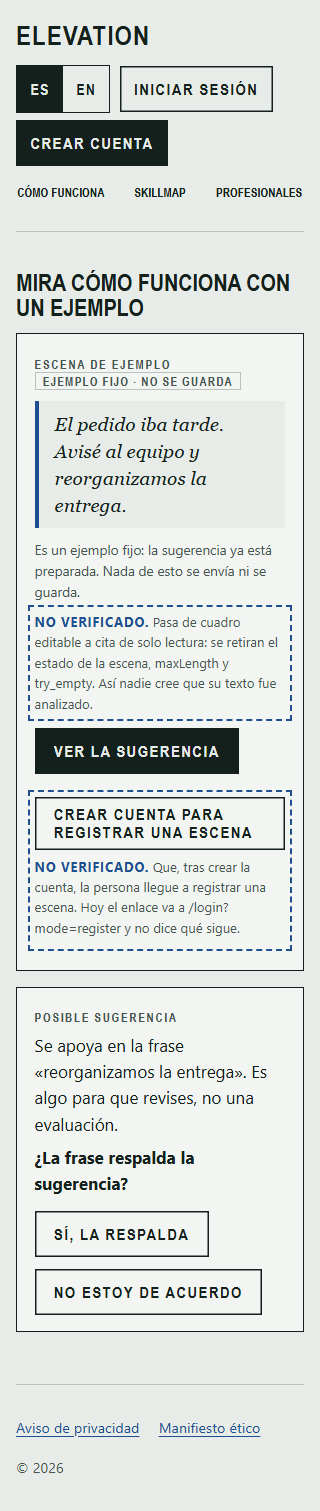 ELEVATION
ES EN INICIAR SESIÓN
CREAR CUENTA
CÓMO FUNCIONA SKILLMAP PROFESIONALES
MIRA CÓMO FUNCIONA CON
UN EJEMPLO
ESCENA DE EJEMPLO
EJEMPLO FIJO · NO SE GUARDA
El pedido iba tarde.
Avisé al equipo y
reorganizamos la
entrega.
Es un ejemplo fijo: la sugerencia ya está
preparada. Nada de esto se envía ni se
guarda.
NO VERIFICADO. Pasa de cuadro
editable a cita de solo lectura: se retiran el
estado de la escena, maxLength y
try_empty. Así nadie cree que su texto fue
analizado.
VER LA SUGERENCIA
CREAR CUENTA PARA
REGISTRAR UNA ESCENA
NO VERIFICADO. Que, tras crear la
cuenta, la persona llegue a registrar una
escena. Hoy el enlace va a /login?
mode=register y no dice qué sigue.
POSIBLE SUGERENCIA
Se apoya en la frase
«reorganizamos la entrega». Es
algo para que revises, no una
evaluación.
¿La frase respalda la
sugerencia?
SÍ, LA RESPALDA
NO ESTOY DE ACUERDO
Aviso de privacidad Manifiesto ético
© 2026